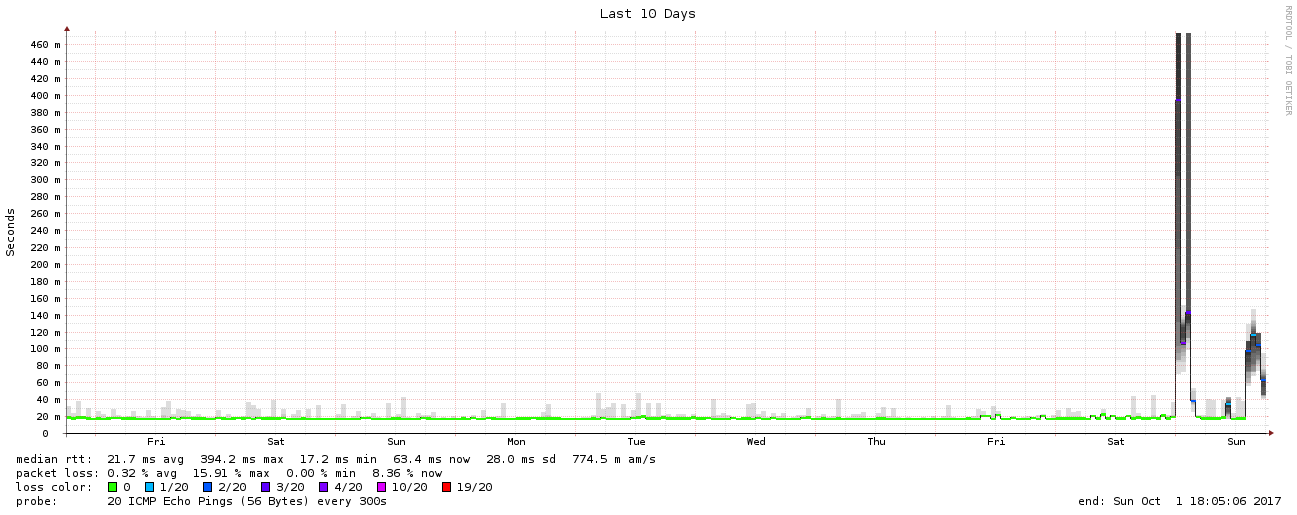 Last 10 Days
RRDTOOL / TOBI OETIKER
Seconds
460 m
440 m
420 m
400 m
380 m
360 m
340 m
320 m
300 m
280 m
260 m
240 m
220 m
200 m
180 m
160 m
140 m
120 m
100 m
80 m
60 m
40 m
20 m
0
Fri Sat Sun Mon Tue Wed Thu Fri Sat Sun
median rtt: 21.7 ms avg 394.2 ms max 17.2 ms min 63.4 ms now 28.0 ms sd 774.5 m am/s
packet loss: 0.32 % avg 15.91 % max 0.00 % min 8.36 % now
loss color: 0 1/20 2/20 3/20 4/20 10/20 19/20
probe: 20 ICMP Echo Pings (56 Bytes) every 300s end: Sun Oct 1 18:05:06 2017